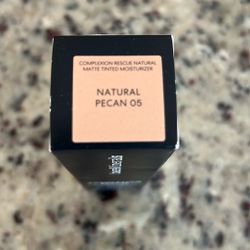 COMPLEXION RESCUE NATURAL
MATTE TINTED MOISTURIZER
NATURAL
PECAN 05